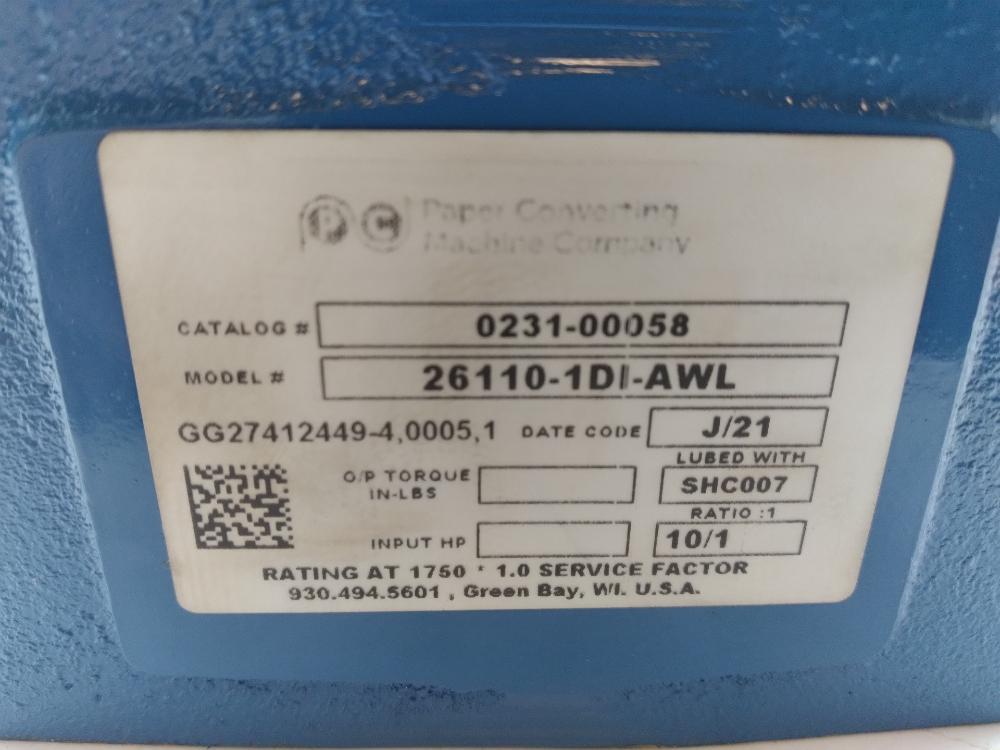 PC Paper Converting
Machine Company
CATALOG # 0231-00058
MODEL # 26110-1DI-AWL
GG27412449-4,0005,1 DATE CODE J/21
LUBED WITH
O/P TORQUE
IN-LBS
SHC007
RATIO :1
INPUT HP 10/1
RATING AT 1750 * 1.0 SERVICE FACTOR
930.494.5601 , Green Bay, WI. U.S.A.